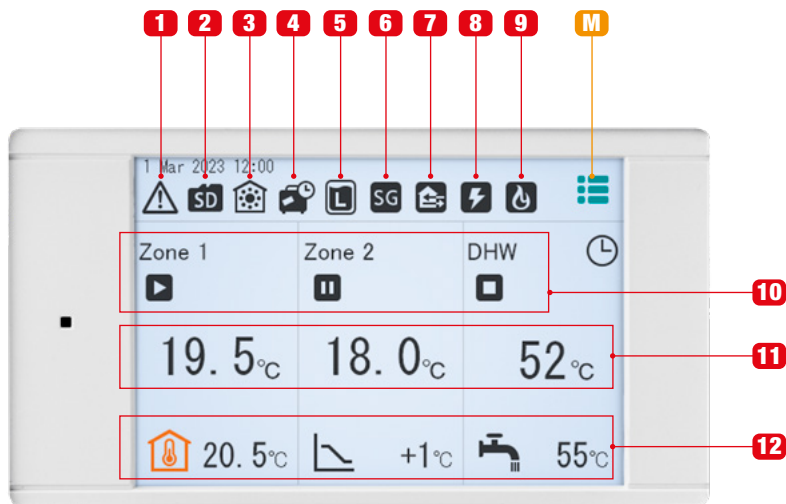 1 2 3 4 5 6 7 8 9 M
1 Mar 2023 12:00
SD L SG
Zone 1 Zone 2 DHW
10
19.5℃ 18.0℃ 52℃
11
20.5℃ +1℃ 55℃
12